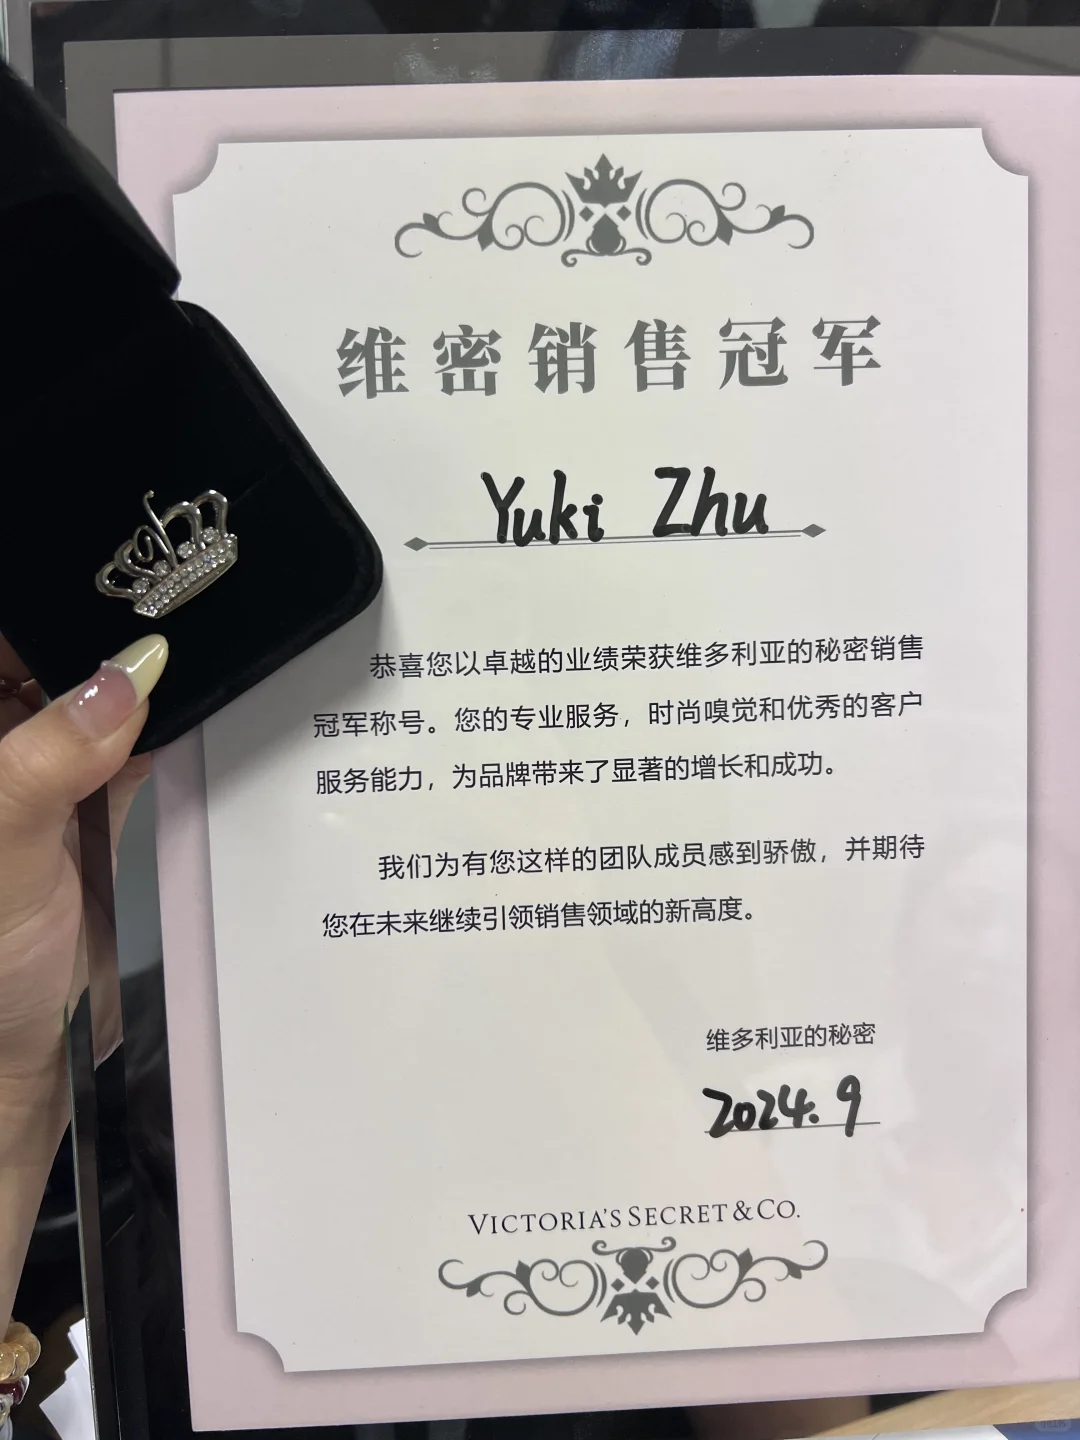 维密销售冠军
Yuki Zhu
恭喜您以卓越的业绩荣获维多利亚的秘密销售
冠军称号。您的专业服务，时尚嗅觉和优秀的客户
服务能力，为品牌带来了显著的增长和成功。
我们为有您这样的团队成员感到骄傲，并期待
您在未来继续引领销售领域的新高度。
维多利亚的秘密
2024.9
VICTORIA'S SECRET & CO.